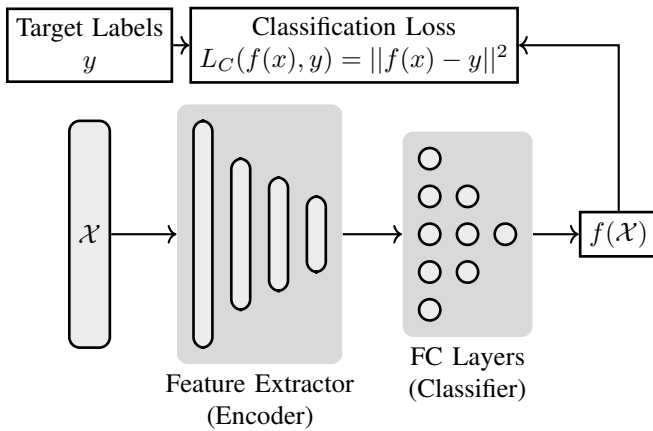 Target Labels
y
Classification Loss
L_C(f(x), y) = ||f(x) − y||^2
𝒳
f(𝒳)
FC Layers
(Classifier)
Feature Extractor
(Encoder)